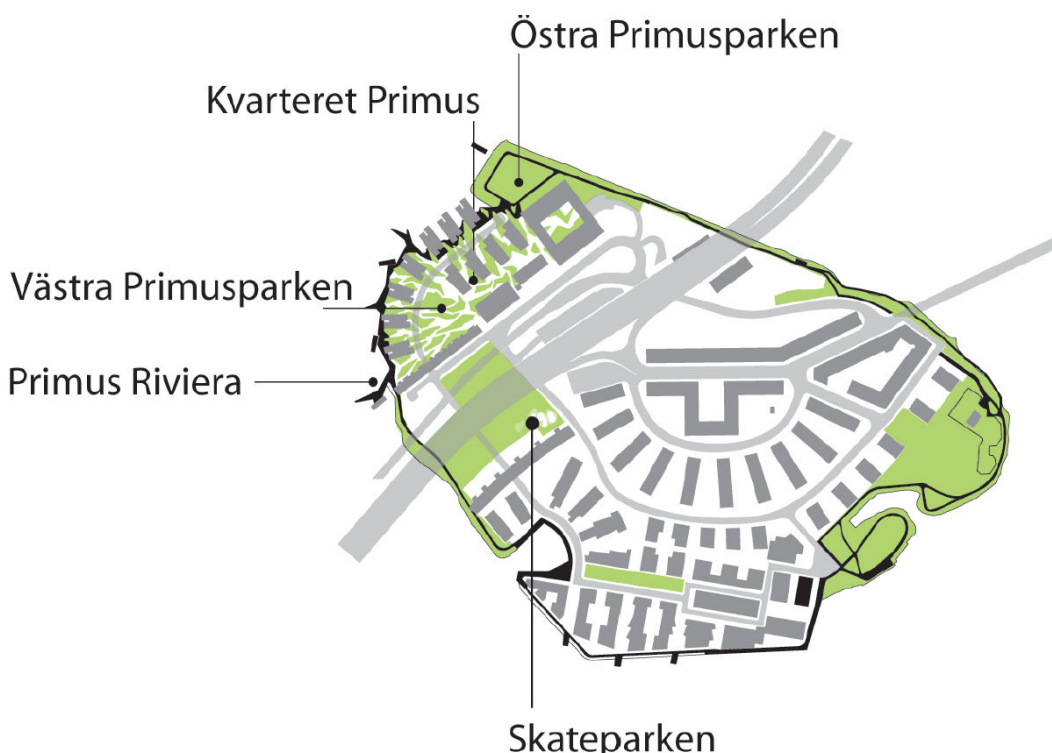 Östra Primusparken
Kvarteret Primus
Västra Primusparken
Primus Riviera
Skateparken